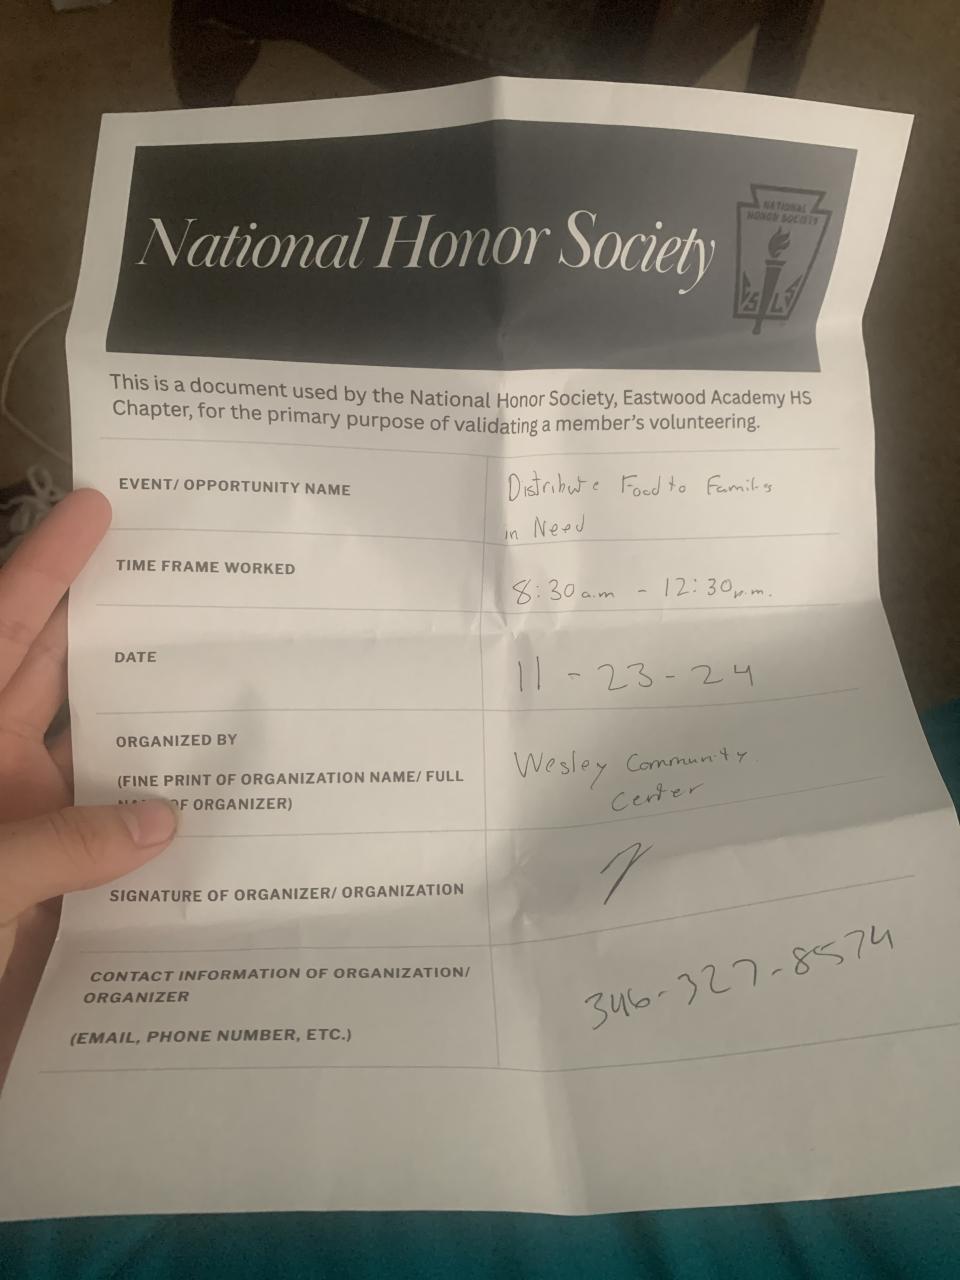 National Honor Society
NATIONAL
HONOR SOCIETY
S L S
This is a document used by the National Honor Society, Eastwood Academy HS
Chapter, for the primary purpose of validating a member's volunteering.
EVENT/ OPPORTUNITY NAME
Distribute Food to Families
in Need
TIME FRAME WORKED
8:30 a.m - 12:30 p.m.
DATE
11 - 23 - 24
ORGANIZED BY
(FINE PRINT OF ORGANIZATION NAME/ FULL
OF ORGANIZER)
Wesley Community
Center
SIGNATURE OF ORGANIZER/ ORGANIZATION
CONTACT INFORMATION OF ORGANIZATION/
ORGANIZER
(EMAIL, PHONE NUMBER, ETC.)
346-327-8574